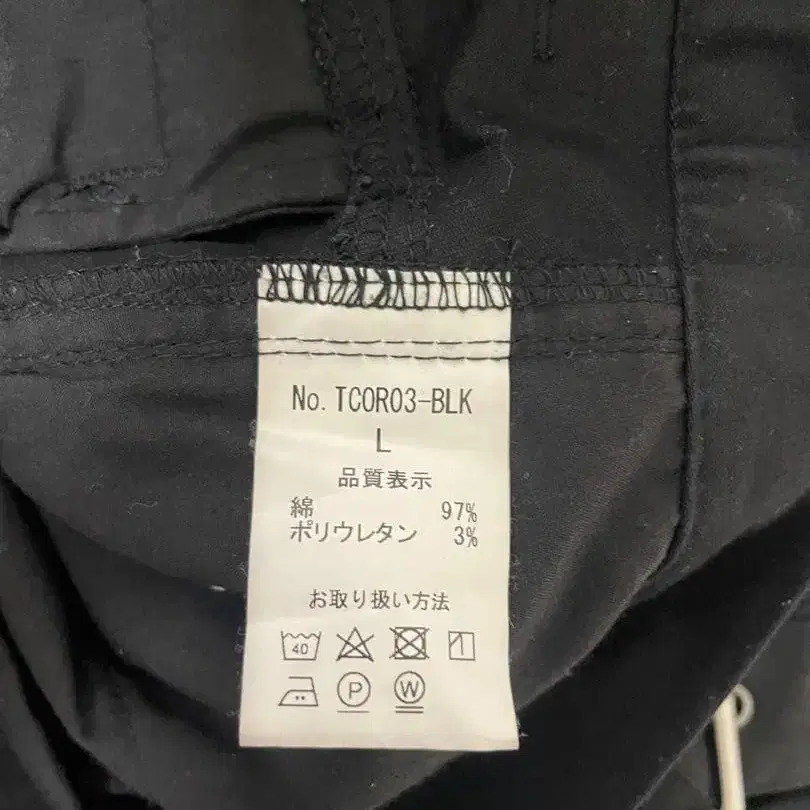 No. TCOR03-BLK
L
品質表示
綿 97%
ポリウレタン 3%
お取り扱い方法
40
P W